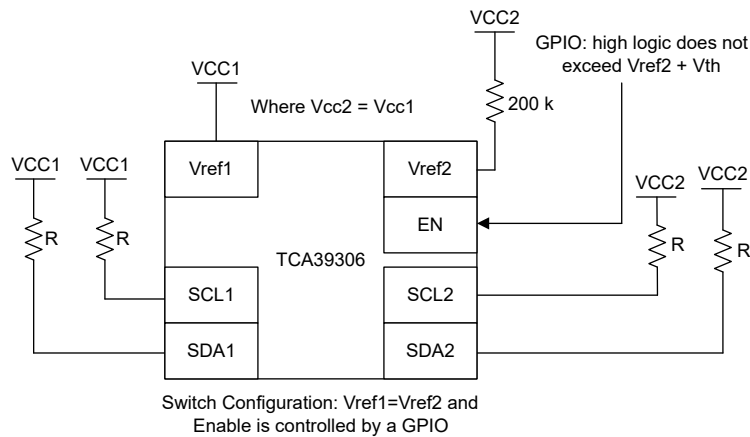 VCC2
GPIO: high logic does not
exceed Vref2 + Vth
VCC1
Where Vcc2 = Vcc1
200 k
VCC1
VCC1
Vref1
Vref2
VCC2
VCC2
EN
R
R
R
R
TCA39306
SCL1
SCL2
SDA1
SDA2
Switch Configuration: Vref1=Vref2 and
Enable is controlled by a GPIO